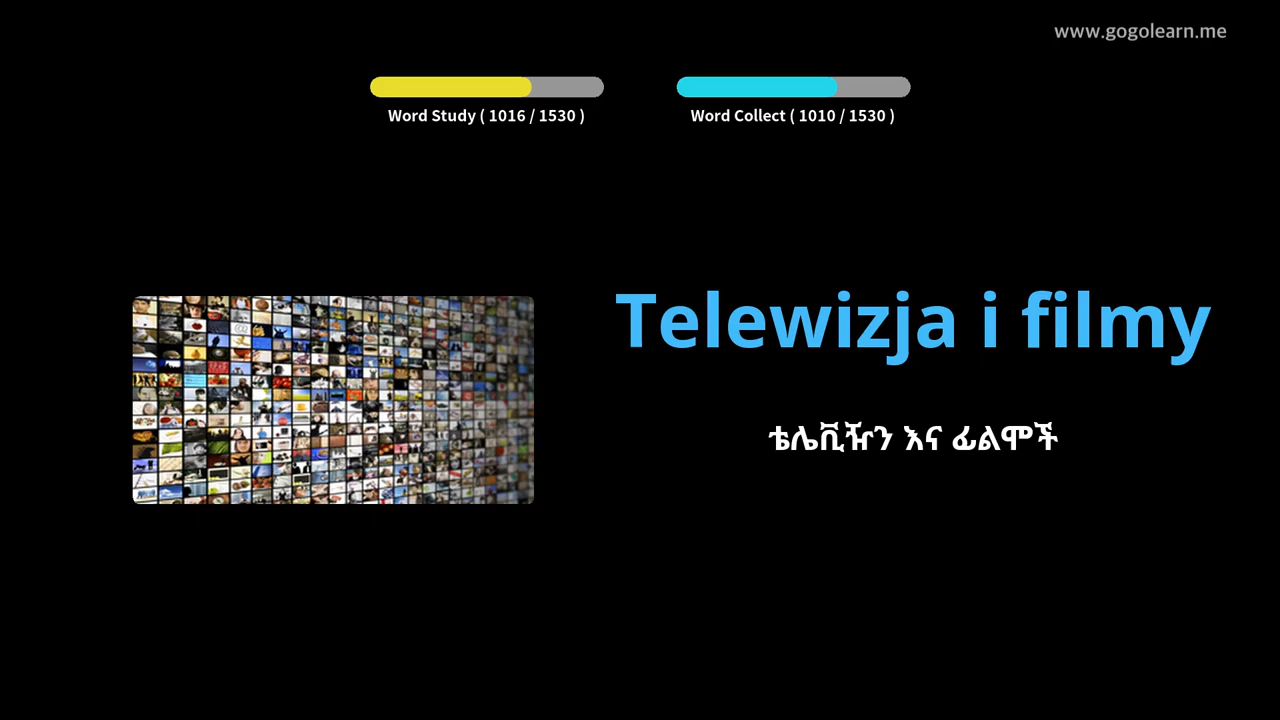 www.gogolearn.me
Word Study ( 1016 / 1530 )
Word Collect ( 1010 / 1530 )
Telewizja i filmy
ቴሌቪዥን እና ፊልሞች